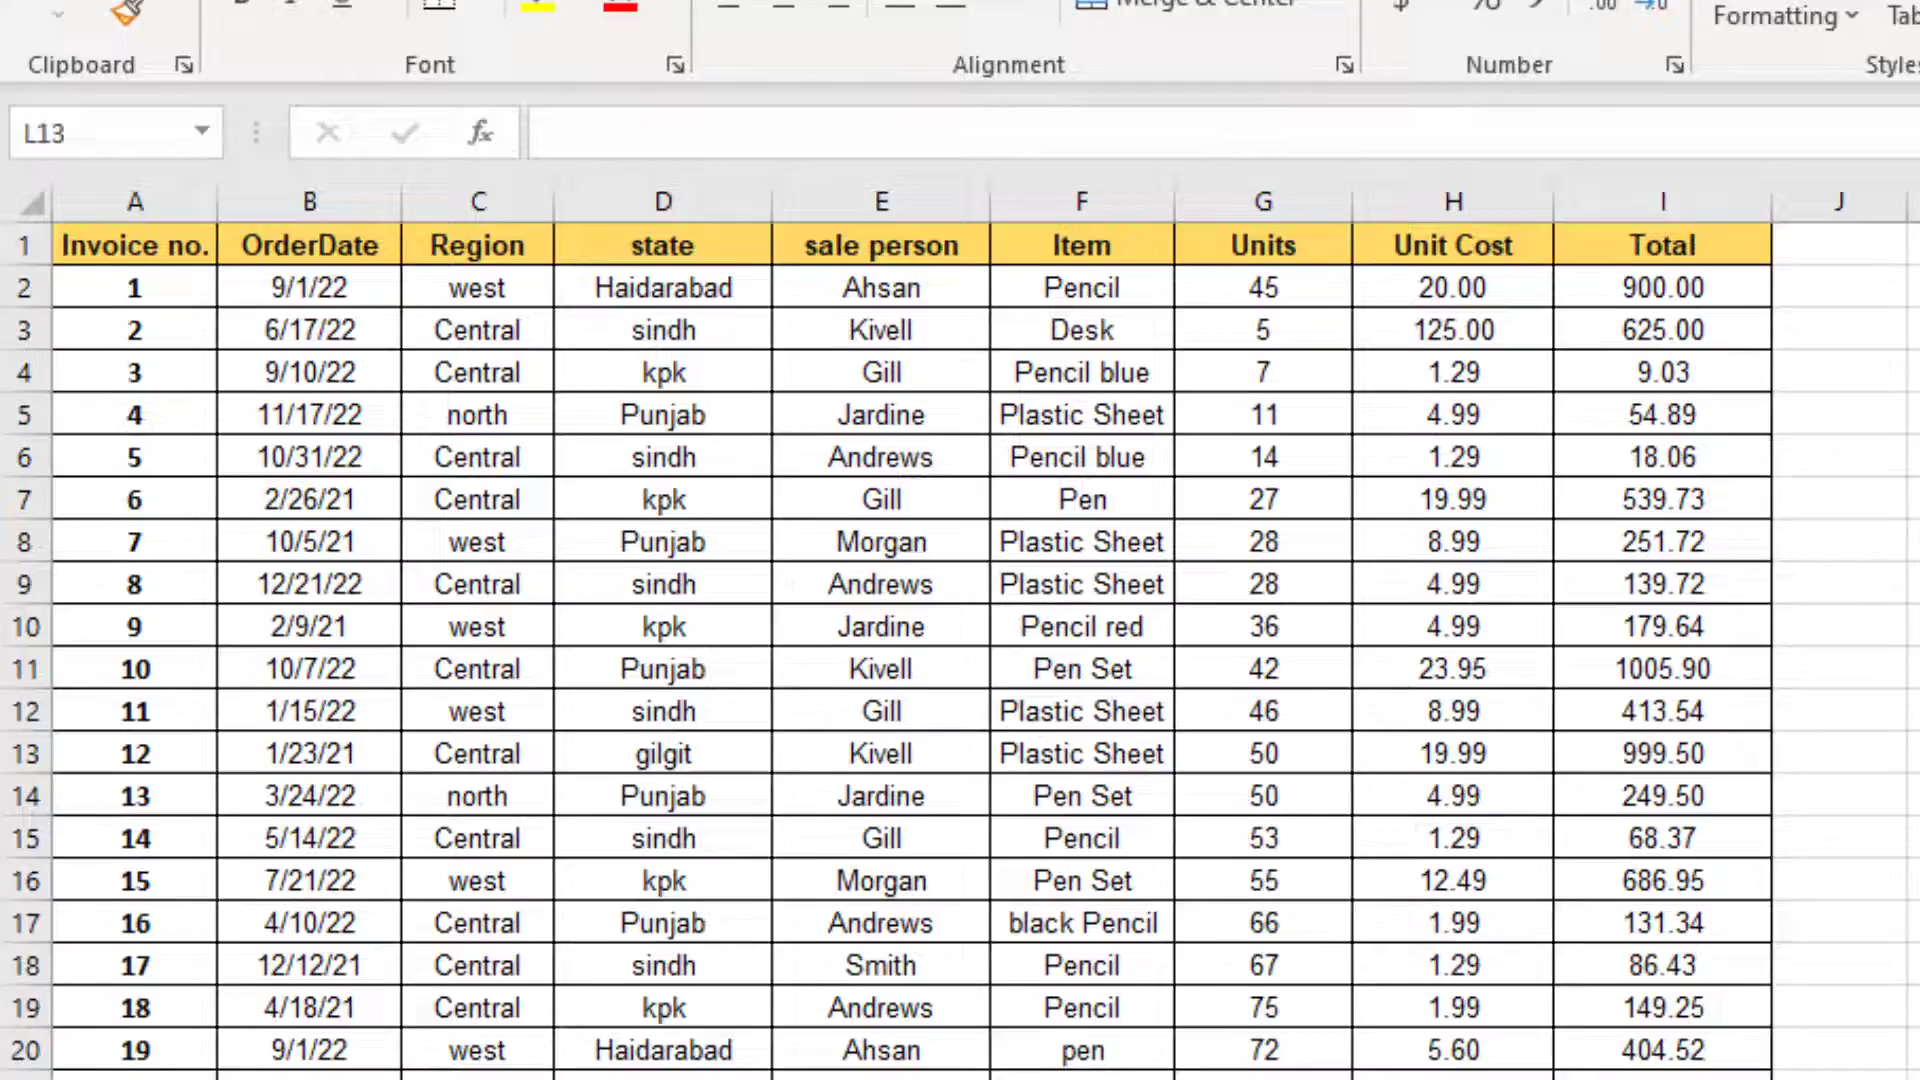 Formatting
Clipboard Font Alignment Number
L13 fx
A B C D E F G H I J
1 Invoice no. OrderDate Region state sale person Item Units Unit Cost Total
2 1 9/1/22 west Haidarabad Ahsan Pencil 45 20.00 900.00
3 2 6/17/22 Central sindh Kivell Desk 5 125.00 625.00
4 3 9/10/22 Central kpk Gill Pencil blue 7 1.29 9.03
5 4 11/17/22 north Punjab Jardine Plastic Sheet 11 4.99 54.89
6 5 10/31/22 Central sindh Andrews Pencil blue 14 1.29 18.06
7 6 2/26/21 Central kpk Gill Pen 27 19.99 539.73
8 7 10/5/21 west Punjab Morgan Plastic Sheet 28 8.99 251.72
9 8 12/21/22 Central sindh Andrews Plastic Sheet 28 4.99 139.72
10 9 2/9/21 west kpk Jardine Pencil red 36 4.99 179.64
11 10 10/7/22 Central Punjab Kivell Pen Set 42 23.95 1005.90
12 11 1/15/22 west sindh Gill Plastic Sheet 46 8.99 413.54
13 12 1/23/21 Central gilgit Kivell Plastic Sheet 50 19.99 999.50
14 13 3/24/22 north Punjab Jardine Pen Set 50 4.99 249.50
15 14 5/14/22 Central sindh Gill Pencil 53 1.29 68.37
16 15 7/21/22 west kpk Morgan Pen Set 55 12.49 686.95
17 16 4/10/22 Central Punjab Andrews black Pencil 66 1.99 131.34
18 17 12/12/21 Central sindh Smith Pencil 67 1.29 86.43
19 18 4/18/21 Central kpk Andrews Pencil 75 1.99 149.25
20 19 9/1/22 west Haidarabad Ahsan pen 72 5.60 404.52